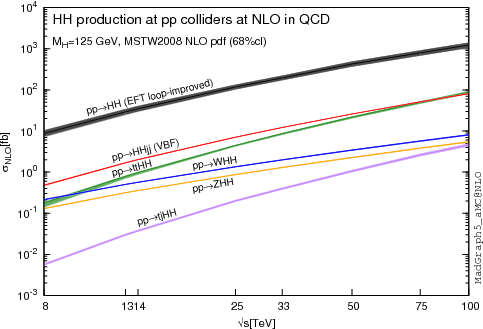 HH production at pp colliders at NLO in QCD
M_H=125 GeV, MSTW2008 NLO pdf (68%cl)
10^4
10^3
10^2
10^1
10^0
10^-1
10^-2
10^-3
σ_NLO[fb]
pp→HH (EFT loop-improved)
pp→HHjj (VBF)
pp→ttHH
pp→WHH
pp→ZHH
pp→tjHH
8 1314 25 33 50 75 100
√s[TeV]
MadGraph5_aMC@NLO